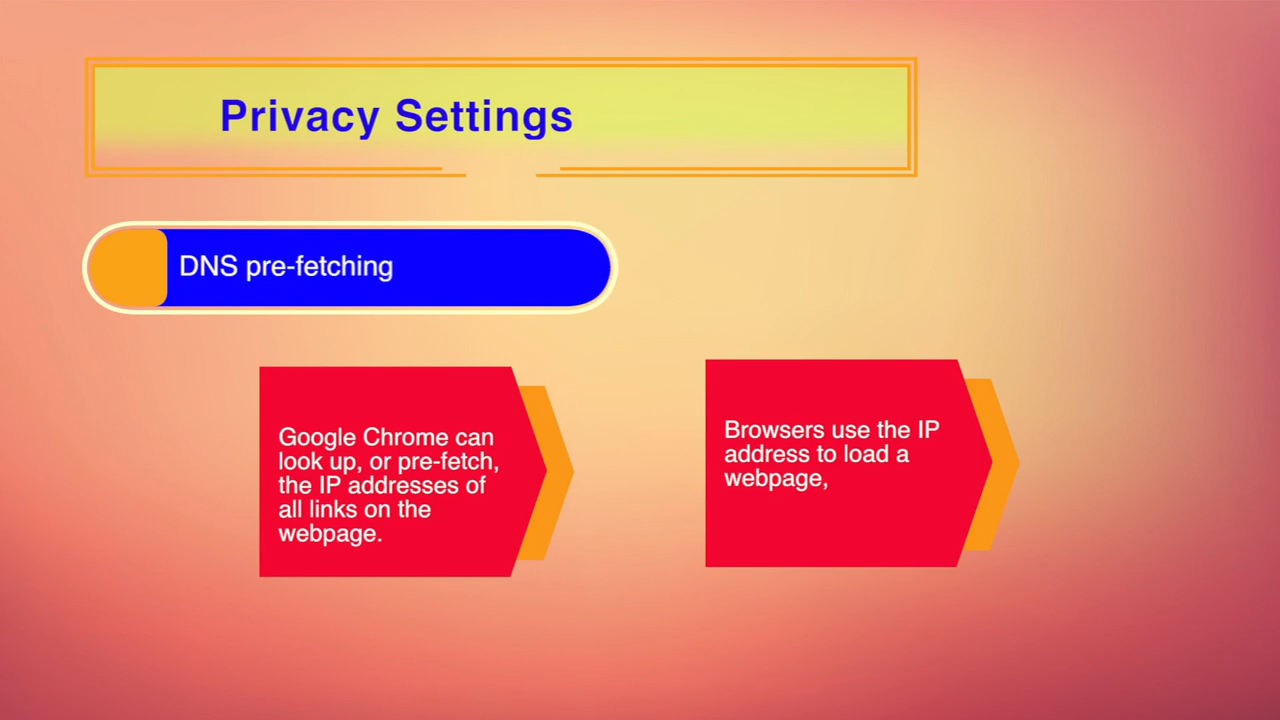 Privacy Settings
DNS pre-fetching
Google Chrome can
look up, or pre-fetch,
the IP addresses of
all links on the
webpage.
Browsers use the IP
address to load a
webpage,